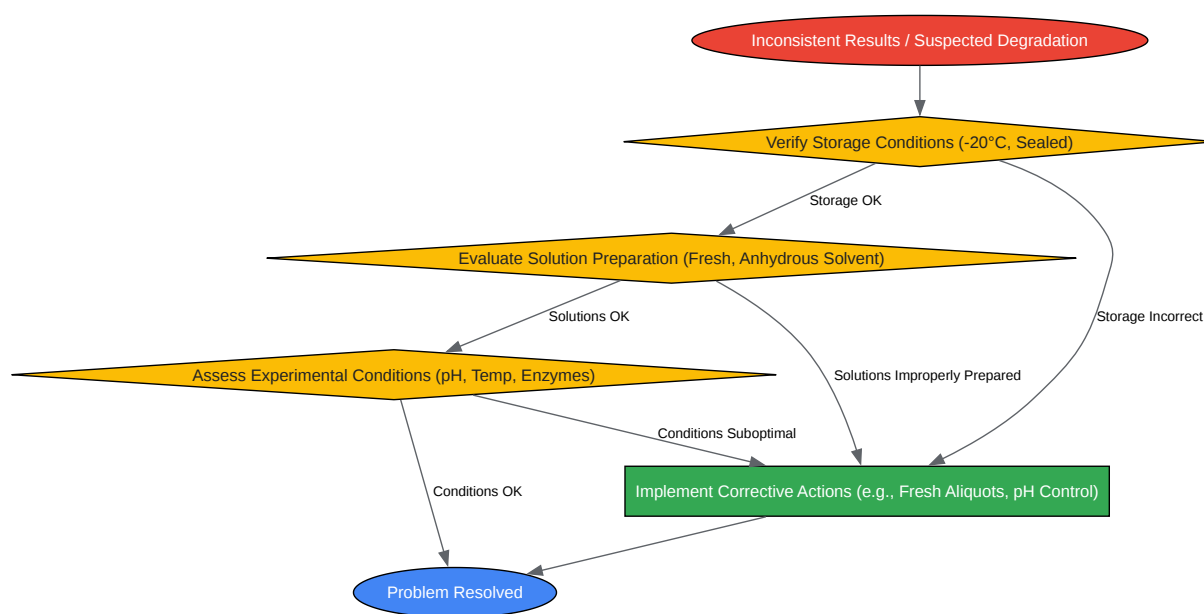 Inconsistent Results / Suspected Degradation
Verify Storage Conditions (-20°C, Sealed)
Storage OK
Evaluate Solution Preparation (Fresh, Anhydrous Solvent)
Solutions OK
Storage Incorrect
Assess Experimental Conditions (pH, Temp, Enzymes)
Solutions Improperly Prepared
Conditions Suboptimal
Conditions OK
Implement Corrective Actions (e.g., Fresh Aliquots, pH Control)
Problem Resolved